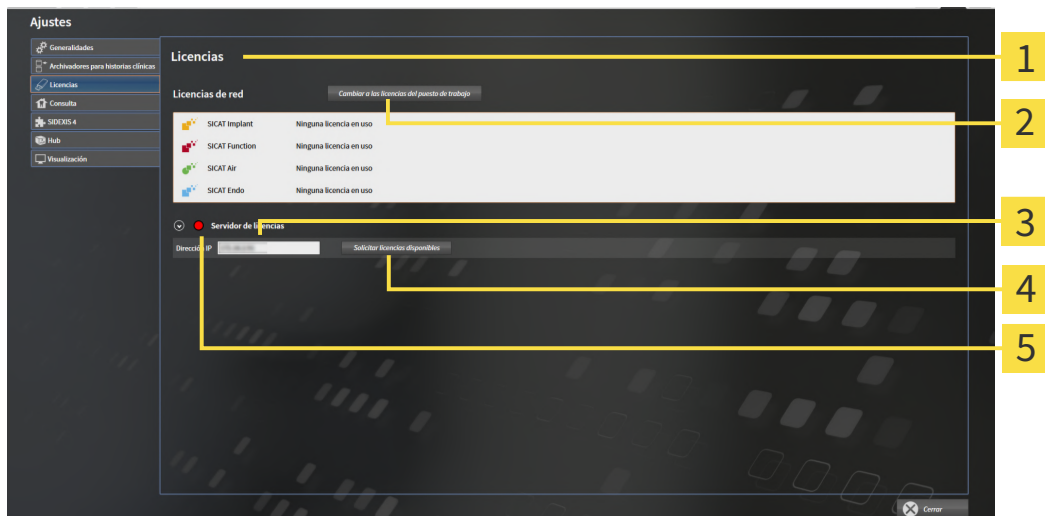 Ajustes
Generalidades
Archivadores para historias clínicas
Licencias
Consulta
SIDEXIS 4
Hub
Visualización
Licencias
Licencias de red
Cambiar a las licencias del puesto de trabajo
SICAT Implant Ninguna licencia en uso
SICAT Function Ninguna licencia en uso
SICAT Air Ninguna licencia en uso
SICAT Endo Ninguna licencia en uso
Servidor de licencias
Dirección IP
Solicitar licencias disponibles
Cerrar
1
2
3
4
5